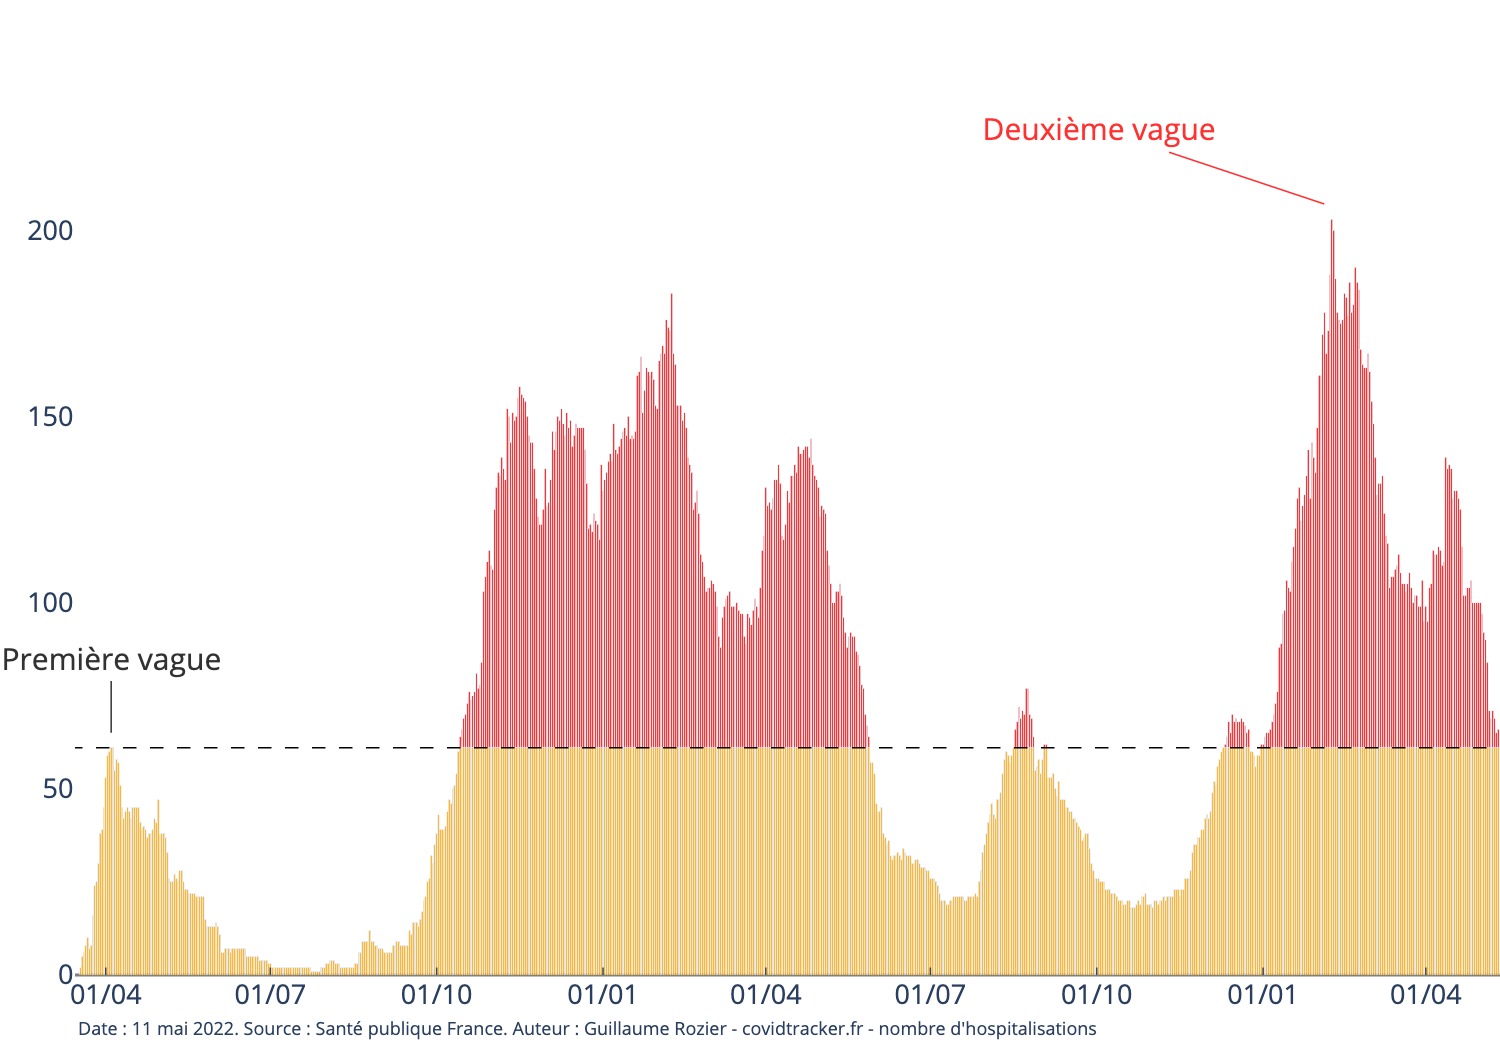 Deuxième vague
200
150
100
Première vague
50
0
01/04 01/07 01/10 01/01 01/04 01/07 01/10 01/01 01/04
Date : 11 mai 2022. Source : Santé publique France. Auteur : Guillaume Rozier - covidtracker.fr - nombre d'hospitalisations